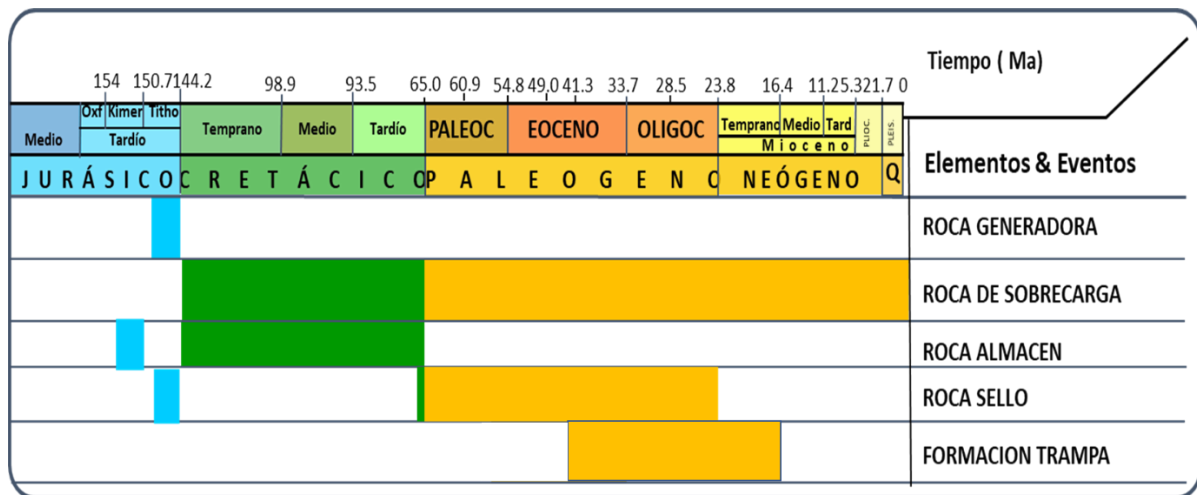 Tiempo ( Ma)
154 150.7144.2 98.9 93.5 65.0 60.9 54.8 49.0 41.3 33.7 28.5 23.8 16.4 11.25.321.7 0
Oxf Kimer Titho
Medio Tardío Temprano Medio Tardío PALEOC EOCENO OLIGOC Temprano Medio Tard PLIOC. PLEIS.
Mioceno
JURÁSICO CRETÁCICO PALEOGENO NEÓGENO Q
Elementos & Eventos
ROCA GENERADORA
ROCA DE SOBRECARGA
ROCA ALMACEN
ROCA SELLO
FORMACION TRAMPA